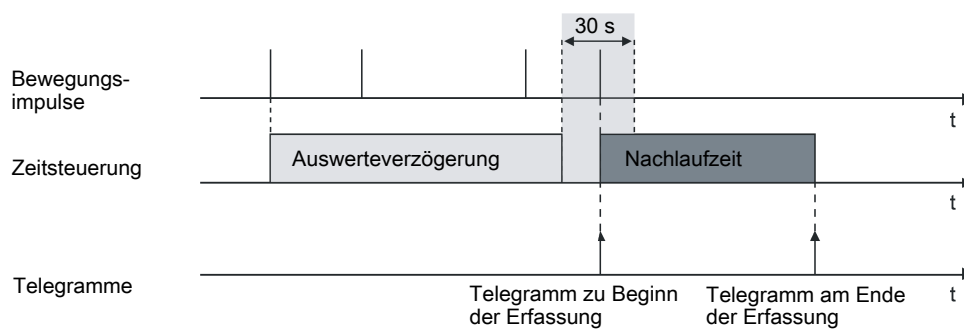 30 s
Bewegungs-
impulse
t
Auswerteverzögerung
Nachlaufzeit
Zeitsteuerung
t
Telegramme
t
Telegramm zu Beginn
der Erfassung
Telegramm am Ende
der Erfassung